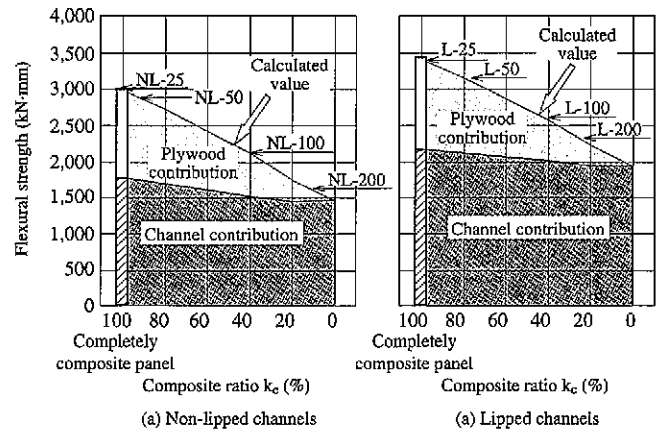 Flexural strength (kN-mm)
4,000
3,500
3,000
2,500
2,000
1,500
1,000
500
0
NL-25
NL-50
Calculated
value
NL-100
Plywood
contribution
NL-200
Channel contribution
100 80 60 40 20 0
Completely
composite panel
Composite ratio kc (%)
(a) Non-lipped channels
L-25
L-50
Calculated
value
L-100
L-200
Plywood
contribution
Channel contribution
100 80 60 40 20 0
Completely
composite panel
Composite ratio kc (%)
(a) Lipped channels